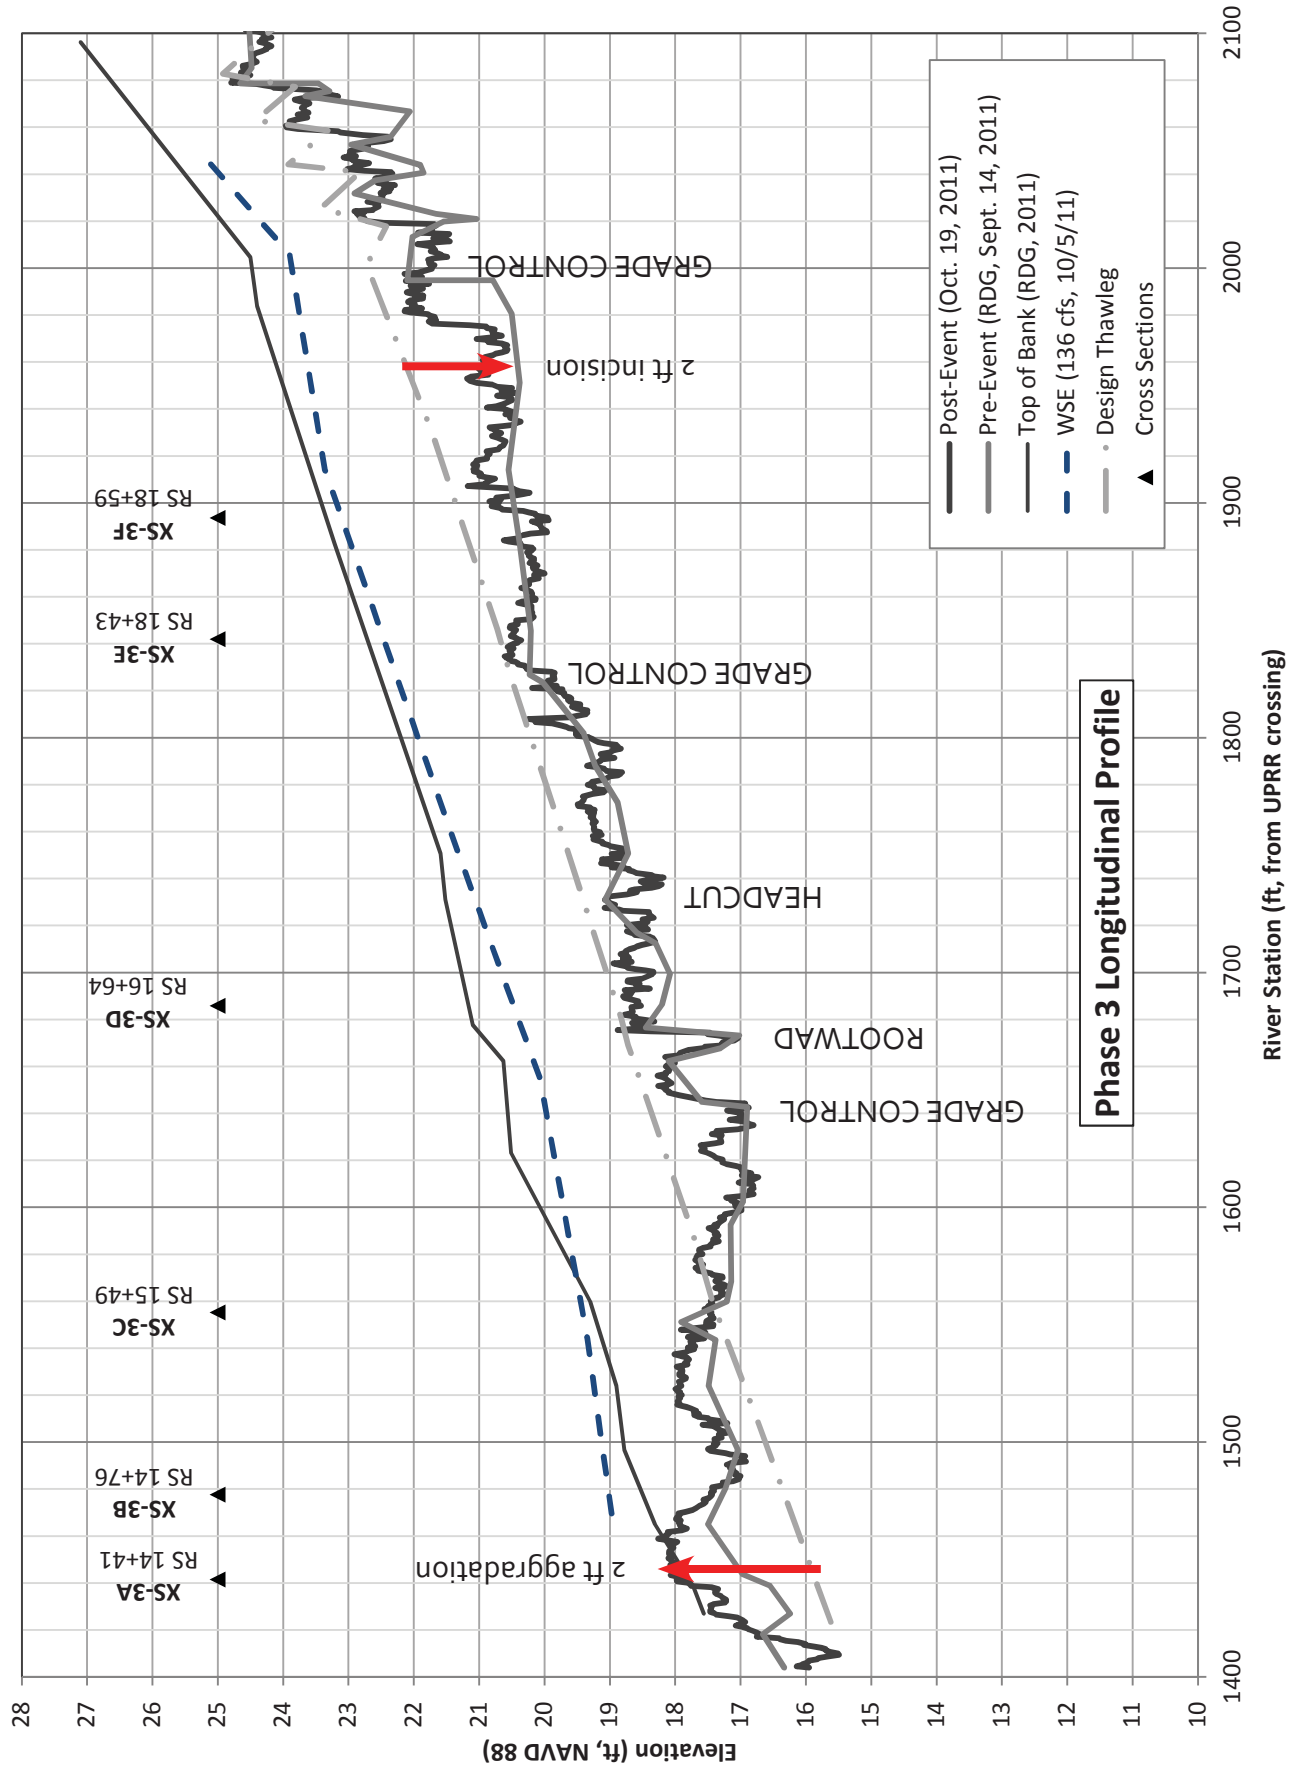 28
27
26
25
24
23
22
21
20
19
18
17
16
15
14
13
12
11
10
Elevation (ft, NAVD 88)
1400
1500
1600
1700
1800
1900
2000
2100
River Station (ft, from UPRR crossing)
XS-3A
RS 14+41
XS-3B
RS 14+76
XS-3C
RS 15+49
XS-3D
RS 16+64
XS-3E
RS 18+43
XS-3F
RS 18+59
2 ft aggradation
GRADE CONTROL
ROOTWAD
HEADCUT
GRADE CONTROL
2 ft incision
GRADE CONTROL
Phase 3 Longitudinal Profile
Post-Event (Oct. 19, 2011)
Pre-Event (RDG, Sept. 14, 2011)
Top of Bank (RDG, 2011)
WSE (136 cfs, 10/5/11)
Design Thawleg
Cross Sections